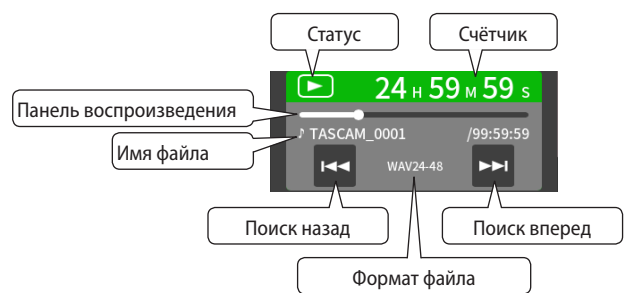 Статус
Счётчик
24 H 59 M 59 S
Панель воспроизведения
♪ TASCAM_0001 /99:59:59
Имя файла
WAV24-48
Поиск назад
Поиск вперед
Формат файла